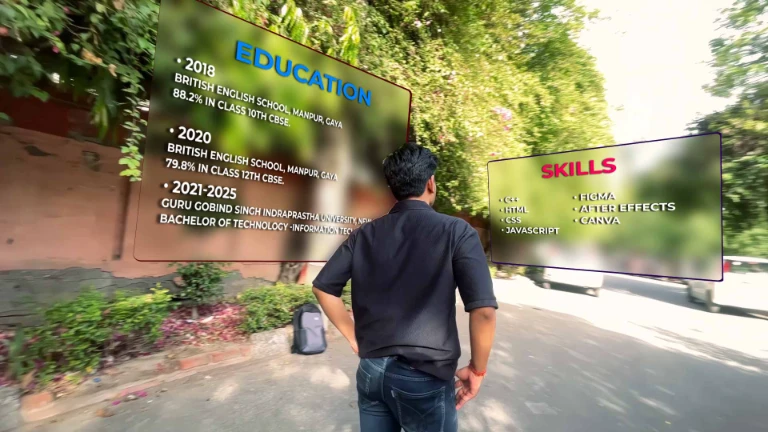 EDUCATION
• 2018
BRITISH ENGLISH SCHOOL, MANPUR, GAYA
88.2% IN CLASS 10TH CBSE.
• 2020
BRITISH ENGLISH SCHOOL, MANPUR, GAYA
79.8% IN CLASS 12TH CBSE.
• 2021-2025
GURU GOBIND SINGH INDRAPRASTHA UNIVERSITY,
BACHELOR OF TECHNOLOGY -INFORMATION
SKILLS
• C++
• HTML
• CSS
• JAVASCRIPT
• FIGMA
• AFTER EFFECTS
• CANVA